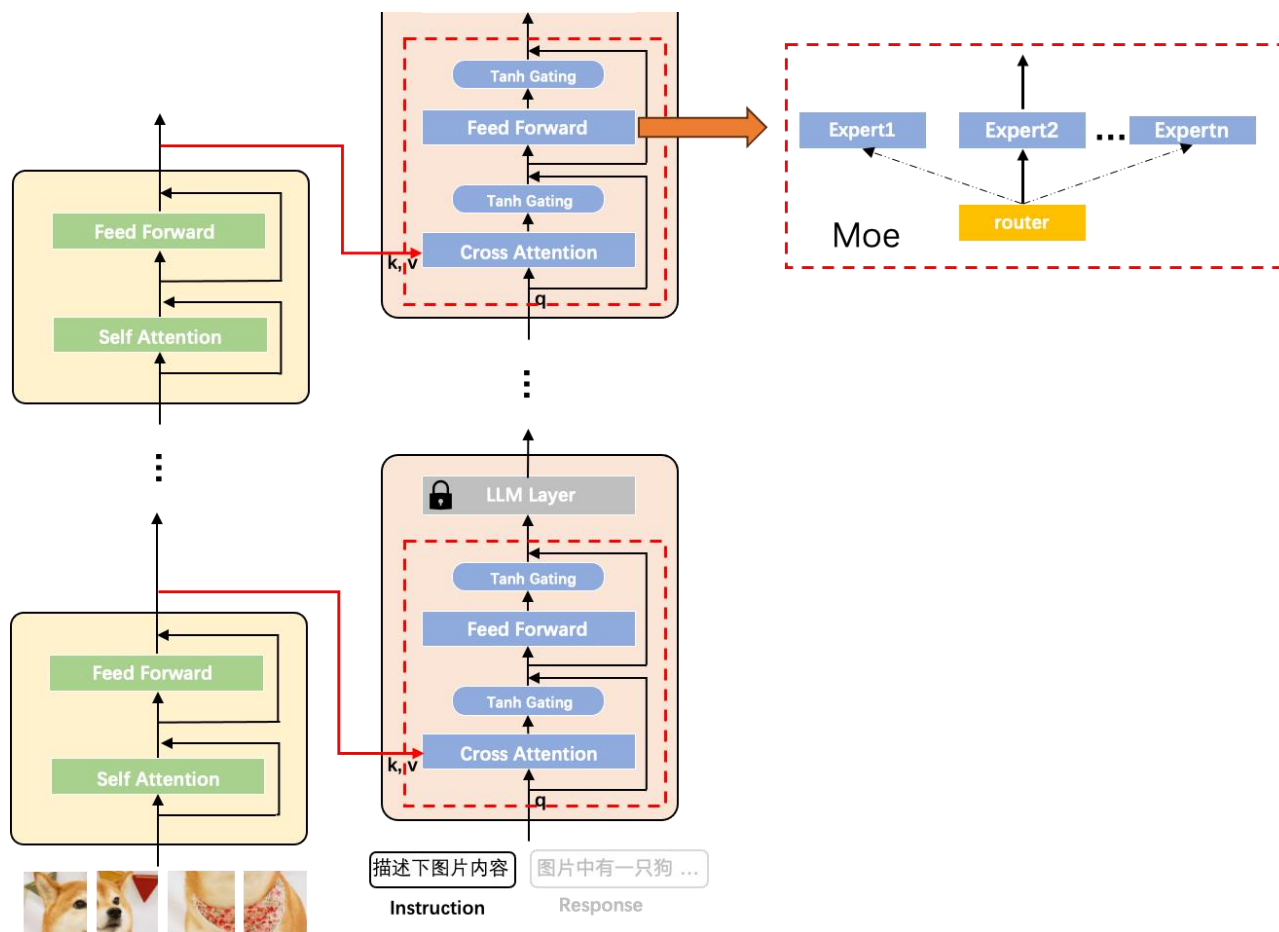 Tanh Gating
Feed Forward
Tanh Gating
Cross Attention
k, v
q
Expert1
Expert2
...
Expertn
router
Moe
Feed Forward
Self Attention
...
...
LLM Layer
Tanh Gating
Feed Forward
Tanh Gating
Cross Attention
k, v
q
Feed Forward
Self Attention
描述下图片内容
图片中有一只狗 ...
Instruction
Response